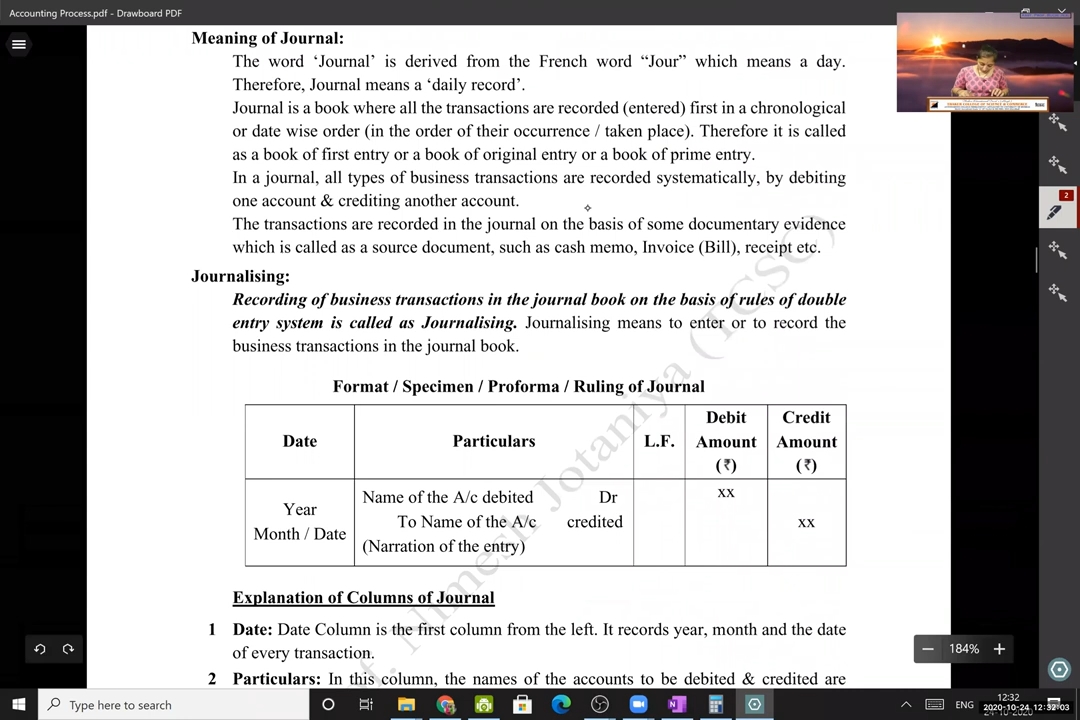 Accounting Process.pdf - Drawboard PDF
Meaning of Journal:
The word ‘Journal’ is derived from the French word “Jour” which means a day.
Therefore, Journal means a ‘daily record’.
Journal is a book where all the transactions are recorded (entered) first in a chronological
or date wise order (in the order of their occurrence / taken place). Therefore it is called
as a book of first entry or a book of original entry or a book of prime entry.
In a journal, all types of business transactions are recorded systematically, by debiting
one account & crediting another account.
The transactions are recorded in the journal on the basis of some documentary evidence
which is called as a source document, such as cash memo, Invoice (Bill), receipt etc.
Journalising:
Recording of business transactions in the journal book on the basis of rules of double
entry system is called as Journalising. Journalising means to enter or to record the
business transactions in the journal book.
Format / Specimen / Proforma / Ruling of Journal
Date Particulars L.F. Debit Amount (₹) Credit Amount (₹)
Year
Month / Date
Name of the A/c debited Dr
To Name of the A/c credited
(Narration of the entry)
xx
xx
Explanation of Columns of Journal
1 Date: Date Column is the first column from the left. It records year, month and the date
of every transaction.
2 Particulars: In this column, the names of the accounts to be debited & credited are
f. Nimesh Jotaniya (TCSC)
2
184%
Type here to search
ENG
12:32
24-10-2020
2020-10-24 12:32:03